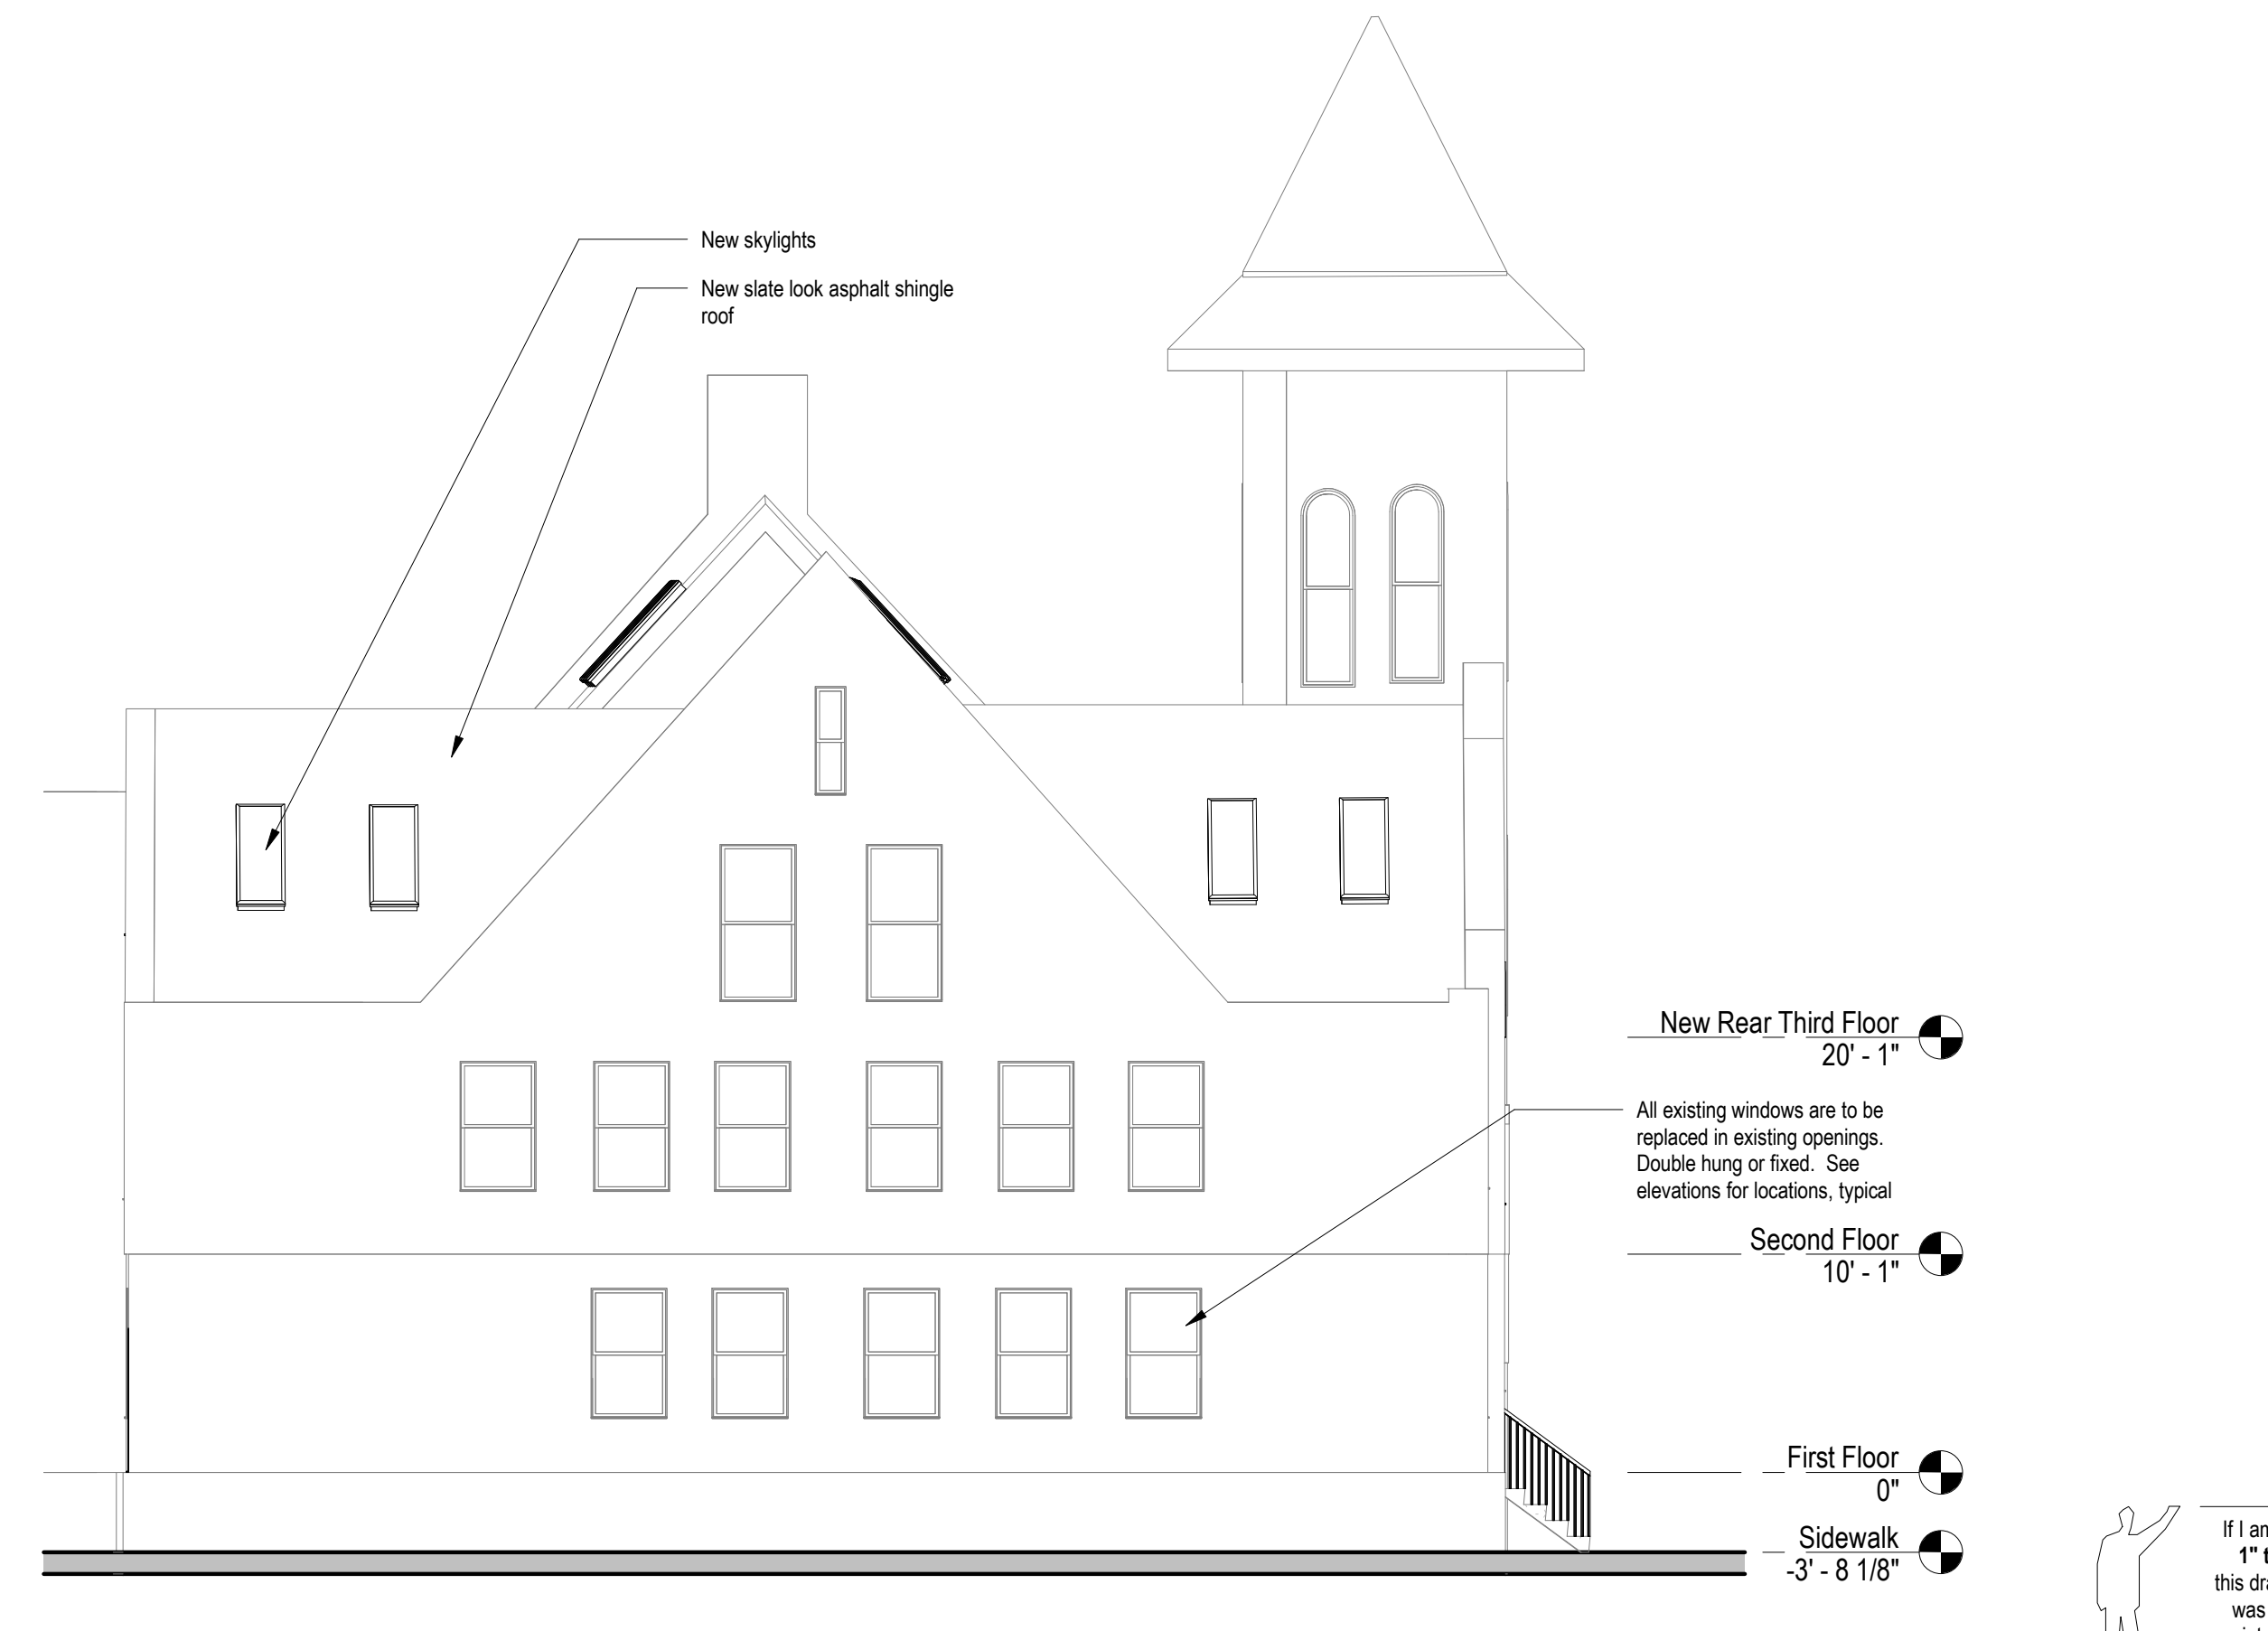 New skylights
New slate look asphalt shingle
roof
New Rear Third Floor
20' - 1"
All existing windows are to be
replaced in existing openings.
Double hung or fixed. See
elevations for locations, typical
Second Floor
10' - 1"
First Floor
0"
Sidewalk
-3' - 8 1/8"
If I am
1" t
this dra
was